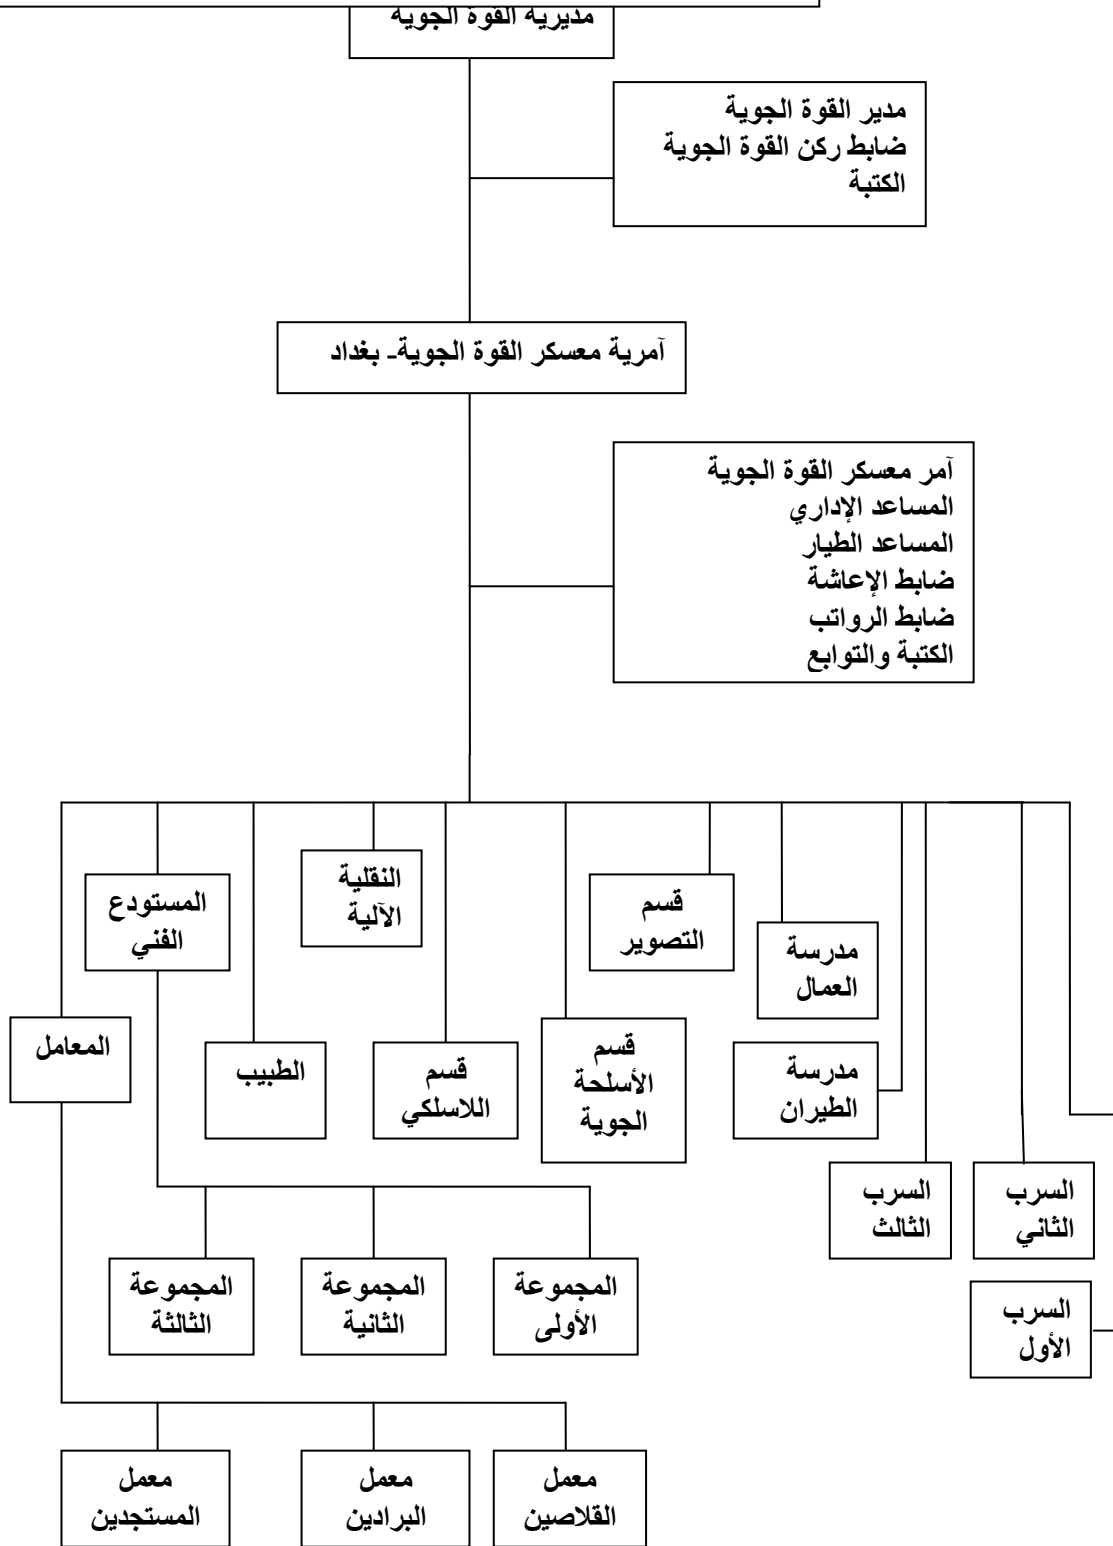 مديرية القوة الجوية
مدير القوة الجوية
ضابط ركن القوة الجوية
الكتبة
آمرية معسكر القوة الجوية- بغداد
آمر معسكر القوة الجوية
المساعد الإداري
المساعد الطيار
ضابط الإعاشة
ضابط الرواتب
الكتبة والتوابع
النقلية
الآلية
المستودع
الفني
قسم
التصوير
مدرسة
العمال
المعامل
الطبيب
قسم
اللاسلكي
قسم
الأسلحة
الجوية
مدرسة
الطيران
السرب
الثالث
السرب
الثاني
السرب
الأول
المجموعة
الأولى
المجموعة
الثانية
المجموعة
الثالثة
معمل
القلاصين
معمل
البرادين
معمل
المستجدين